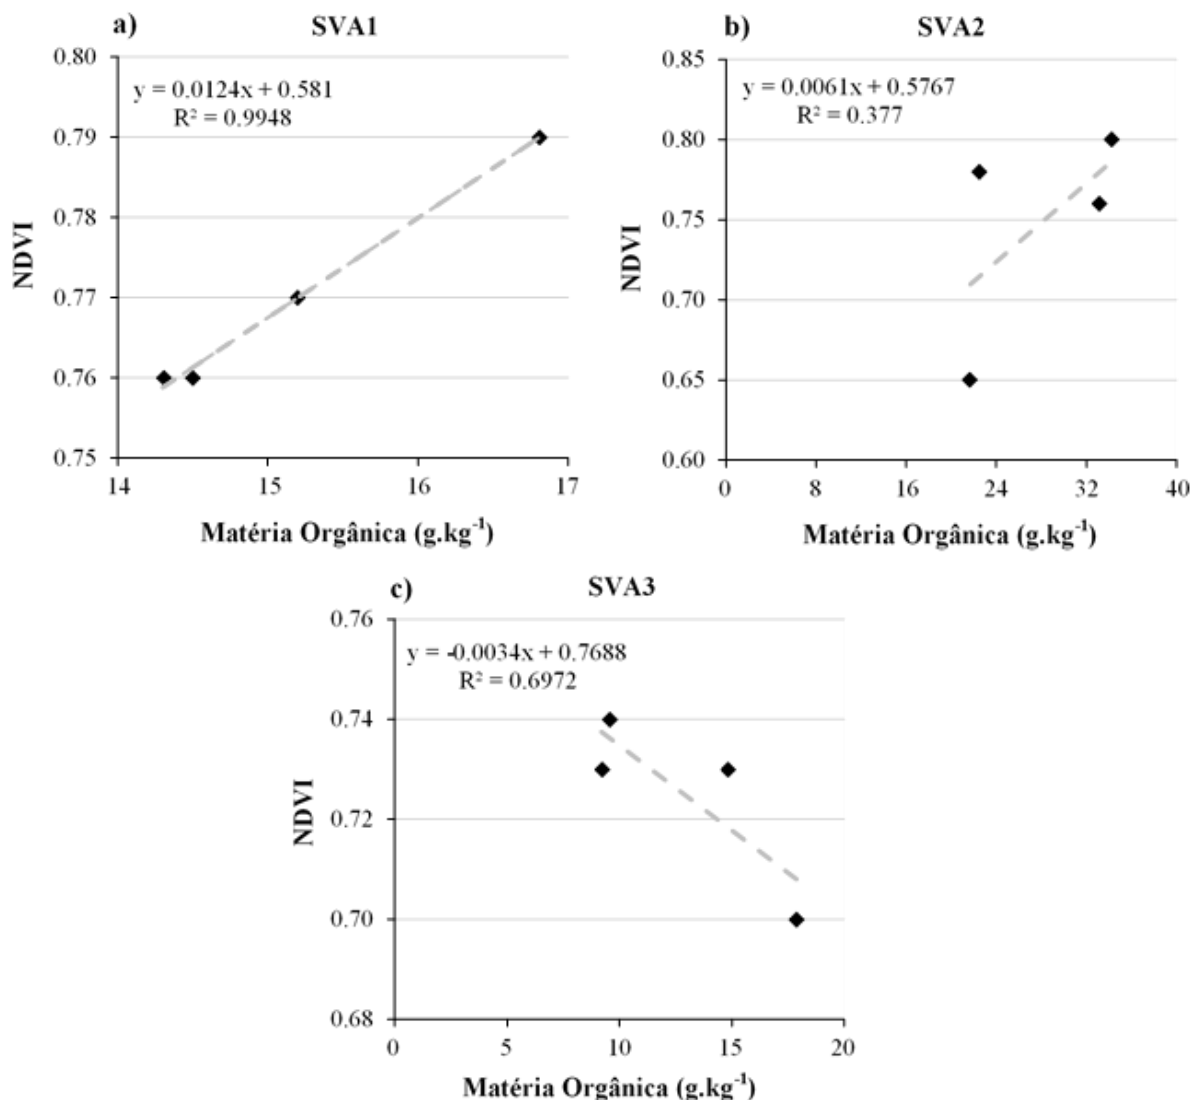 a)
SVA1
y = 0.0124x + 0.581
R² = 0.9948
0.80
0.79
0.78
0.77
0.76
0.75
NDVI
14
15
16
17
Matéria Orgânica (g.kg⁻¹)
b)
SVA2
y = 0.0061x + 0.5767
R² = 0.377
0.85
0.80
0.75
0.70
0.65
0.60
NDVI
0
8
16
24
32
40
Matéria Orgânica (g.kg⁻¹)
c)
SVA3
y = -0.0034x + 0.7688
R² = 0.6972
0.76
0.74
0.72
0.70
0.68
NDVI
0
5
10
15
20
Matéria Orgânica (g.kg⁻¹)